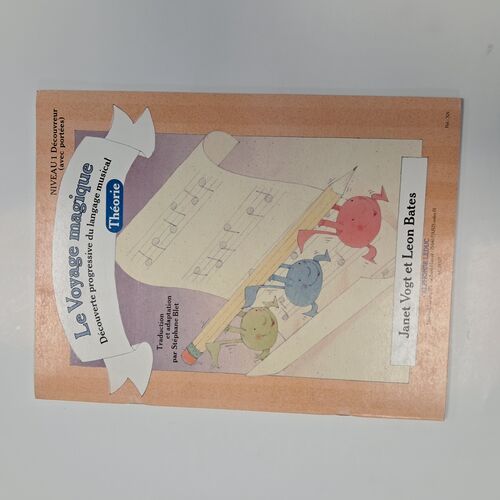 NIVEAU 1 Découvreur
(avec portées)
Le Voyage magique
Découverte progressive du langage musical
Théorie
Traduction
et adaptation
par Stéphane Blet
Janet Vogt et Leon Bates
ALPHONSE LEDUC